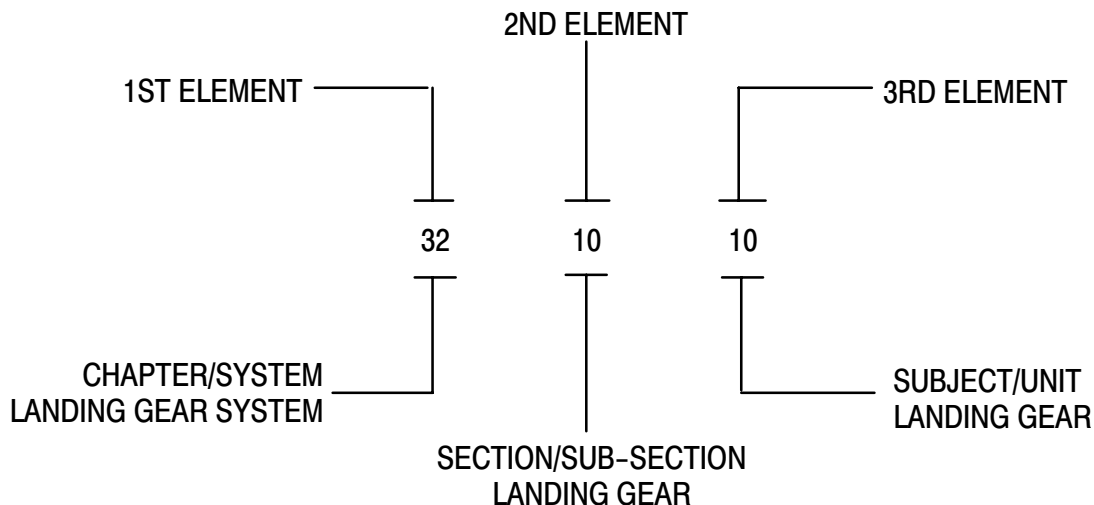 2ND ELEMENT
1ST ELEMENT
3RD ELEMENT
32
10
10
CHAPTER/SYSTEM
LANDING GEAR SYSTEM
SUBJECT/UNIT
LANDING GEAR
SECTION/SUB-SECTION
LANDING GEAR